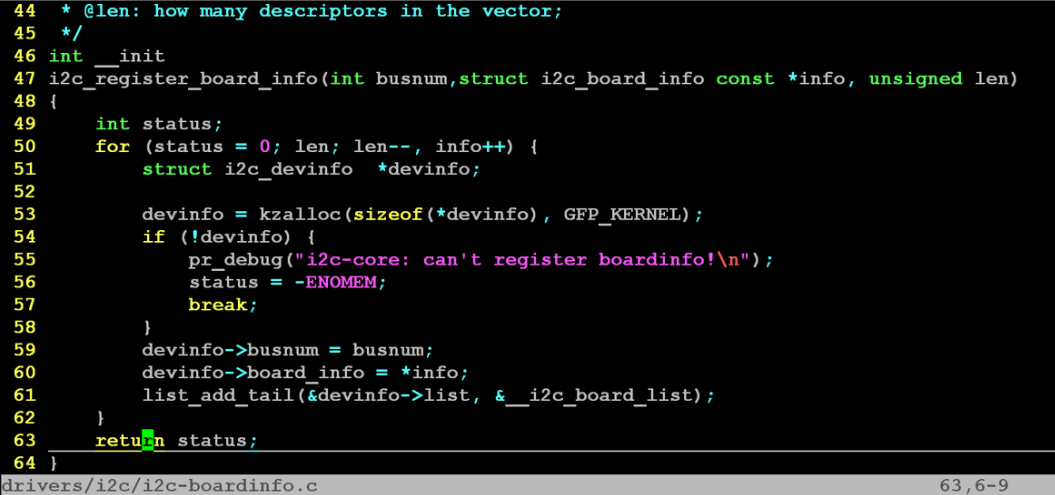 44  * @len: how many descriptors in the vector;
45  */
46 int __init
47 i2c_register_board_info(int busnum,struct i2c_board_info const *info, unsigned len)
48 {
49     int status;
50     for (status = 0; len; len--, info++) {
51         struct i2c_devinfo  *devinfo;
52
53         devinfo = kzalloc(sizeof(*devinfo), GFP_KERNEL);
54         if (!devinfo) {
55             pr_debug("i2c-core: can't register boardinfo!\n");
56             status = -ENOMEM;
57             break;
58         }
59         devinfo->busnum = busnum;
60         devinfo->board_info = *info;
61         list_add_tail(&devinfo->list, &__i2c_board_list);
62     }
63     return status;
64 }
drivers/i2c/i2c-boardinfo.c 63,6-9